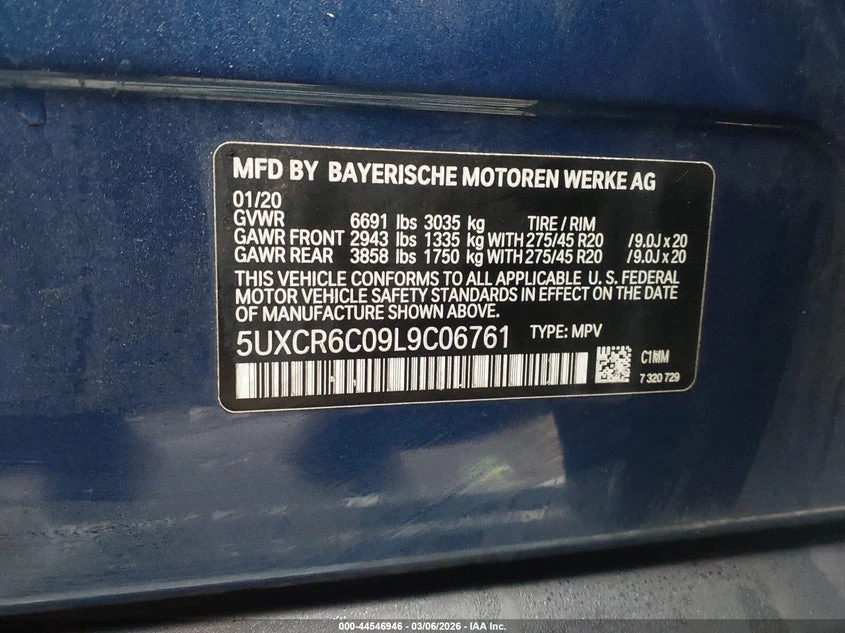 MFD BY BAYERISCHE MOTOREN WERKE AG
01/20
GVWR 6691 lbs 3035 kg TIRE / RIM
GAWR FRONT 2943 lbs 1335 kg WITH 275/45 R20 /9.0J x 20
GAWR REAR 3858 lbs 1750 kg WITH 275/45 R20 /9.0J x 20
THIS VEHICLE CONFORMS TO ALL APPLICABLE U. S. FEDERAL
MOTOR VEHICLE SAFETY STANDARDS IN EFFECT ON THE DATE
OF MANUFACTURE SHOWN ABOVE.
5UXCR6C09L9C06761 TYPE: MPV
C1MM
7 320 729
000-44546946 - 03/06/2026 - IAA Inc.